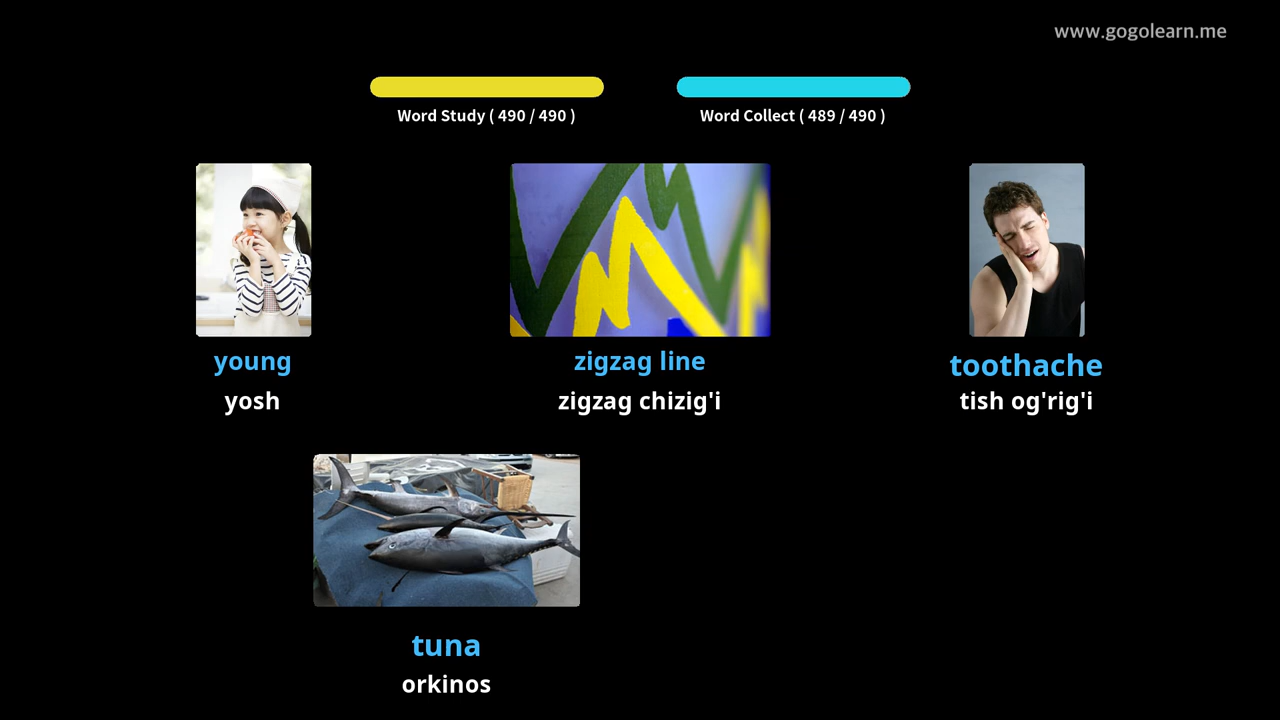 www.gogolearn.me
Word Study ( 490 / 490 )
Word Collect ( 489 / 490 )
young
yosh
zigzag line
zigzag chizig'i
toothache
tish og'rig'i
tuna
orkinos